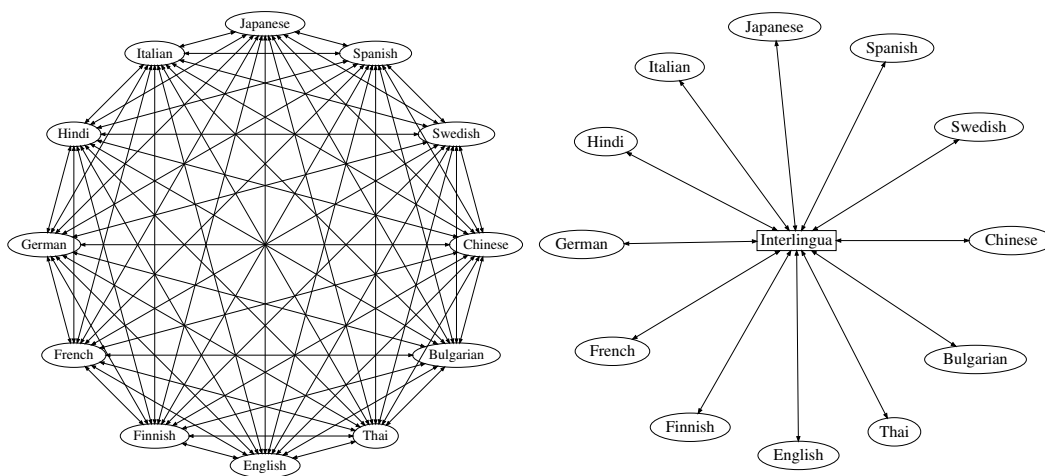 Japanese
Italian
Spanish
Hindi
Swedish
German
Chinese
French
Bulgarian
Finnish
Thai
English
Japanese
Spanish
Italian
Swedish
Hindi
German
Interlingua
Chinese
French
Bulgarian
Finnish
Thai
English